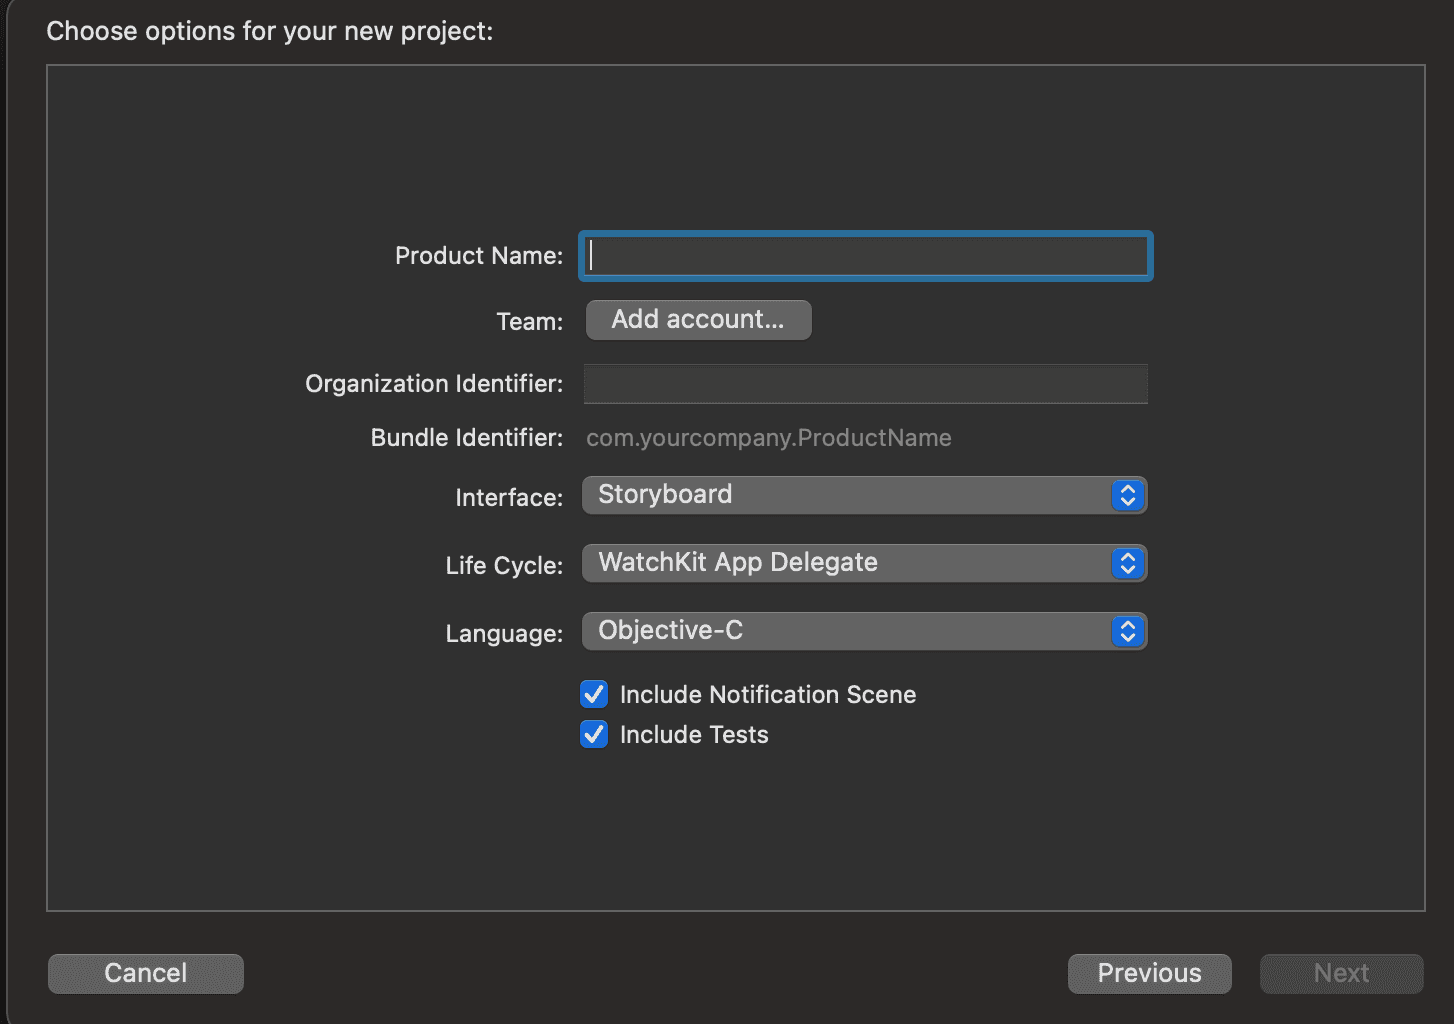 Choose options for your new project:
Product Name:
Team: Add account...
Organization Identifier:
Bundle Identifier: com.yourcompany.ProductName
Interface: Storyboard
Life Cycle: WatchKit App Delegate
Language: Objective-C
Include Notification Scene
Include Tests
Cancel Previous Next